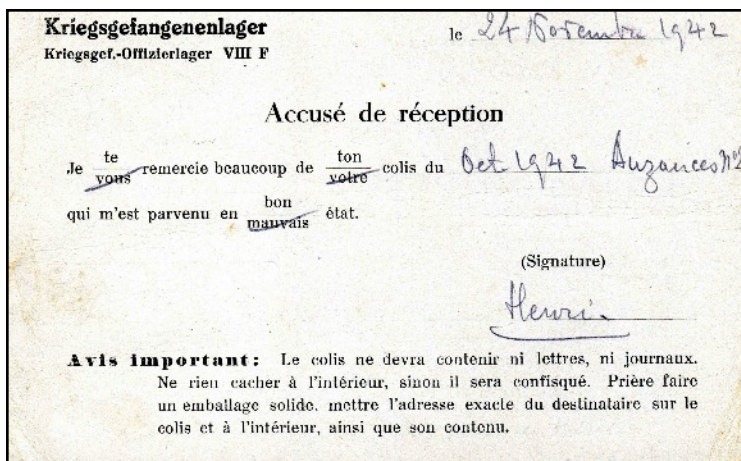 Kriegsgefangenenlager
Kriegsgef.-Offizierlager VIII F
le 24 Novembre 1942
Accusé de réception
Je te vous remercie beaucoup de ton votre colis du Oct 1942 Auzances N°2
qui m'est parvenu en bon mauvais état.
(Signature)
Henri.
Avis important: Le colis ne devra contenir ni lettres, ni journaux.
Ne rien cacher à l'intérieur, sinon il sera confisqué. Prière faire
un emballage solide. mettre l'adresse exacte du destinataire sur le
colis et à l'intérieur, ainsi que son contenu.